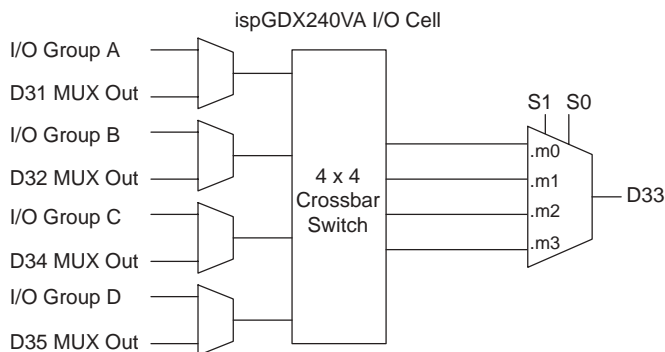 ispGDX240VA I/O Cell
I/O Group A
D31 MUX Out
I/O Group B
D32 MUX Out
I/O Group C
D34 MUX Out
I/O Group D
D35 MUX Out
4 x 4
Crossbar
Switch
S1 S0
.m0
.m1
.m2
.m3
D33